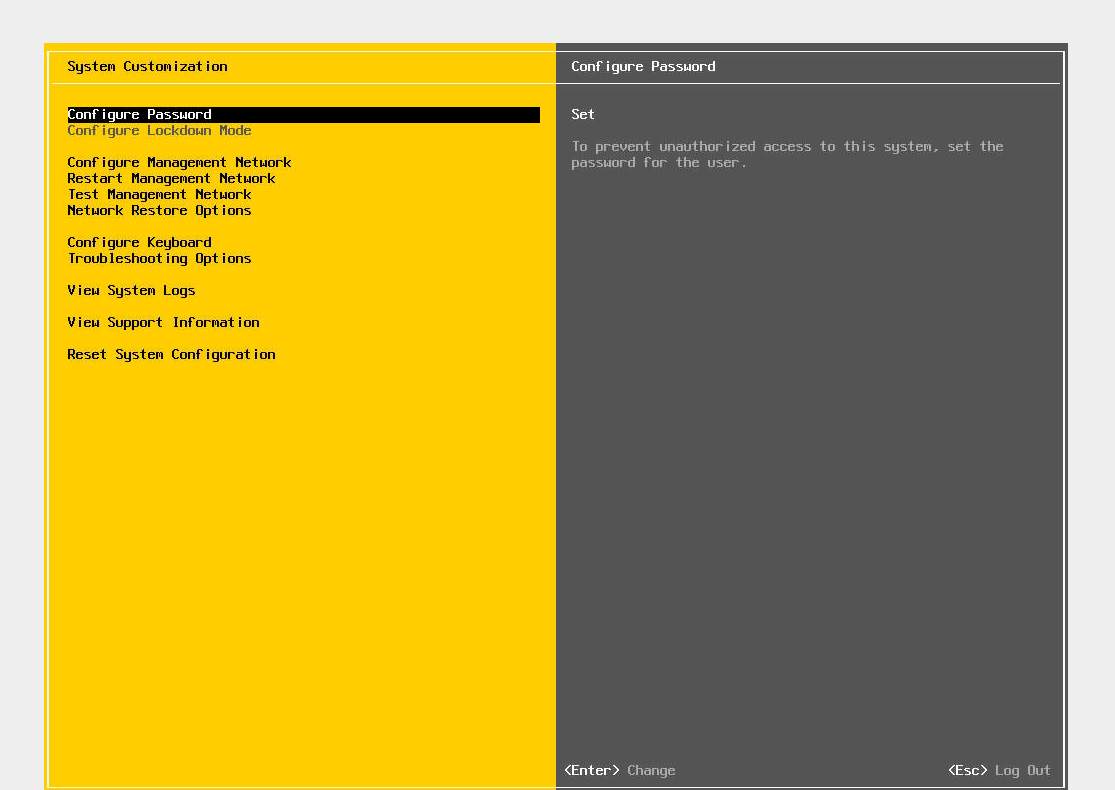 System Customization
Configure Password
Configure Lockdown Mode
Configure Management Network
Restart Management Network
Test Management Network
Network Restore Options
Configure Keyboard
Troubleshooting Options
View System Logs
View Support Information
Reset System Configuration
Configure Password
Set
To prevent unauthorized access to this system, set the
password for the user.
<Enter> Change
<Esc> Log Out